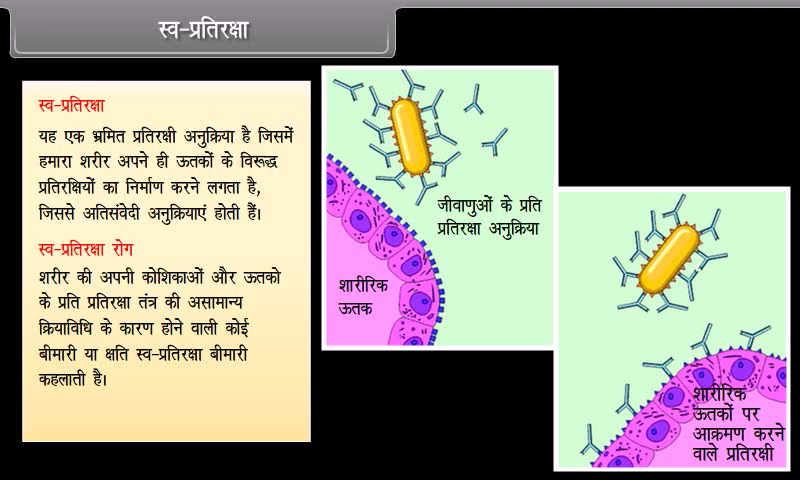 स्व-प्रतिरक्षा
स्व-प्रतिरक्षा
यह एक भ्रमित प्रतिरक्षी अनुक्रिया है जिसमें
हमारा शरीर अपने ही ऊतकों के विरूद्ध
प्रतिरक्षियों का निर्माण करने लगता है,
जिससे अतिसंवेदी अनुक्रियाएं होती हैं।
स्व-प्रतिरक्षा रोग
शरीर की अपनी कोशिकाओं और ऊतको
के प्रति प्रतिरक्षा तंत्र की असामान्य
क्रियाविधि के कारण होने वाली कोई
बीमारी या क्षति स्व-प्रतिरक्षा बीमारी
कहलाती है।
जीवाणुओं के प्रति
प्रतिरक्षा अनुक्रिया
शारीरिक
ऊतक
शारीरिक
ऊतकों पर
आक्रमण करने
वाले प्रतिरक्षी